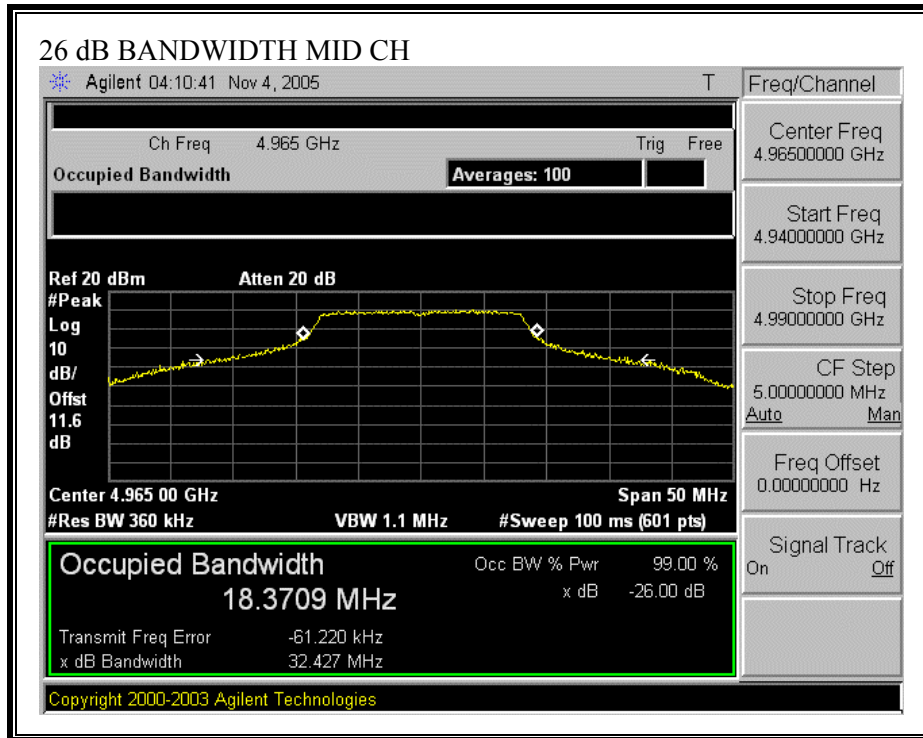 26 dB BANDWIDTH MID CH
Agilent 04:10:41 Nov 4, 2005 T
Freq/Channel
Ch Freq 4.965 GHz Trig Free
Occupied Bandwidth Averages: 100
Center Freq
4.96500000 GHz
Start Freq
4.94000000 GHz
Stop Freq
4.99000000 GHz
CF Step
5.00000000 MHz
Auto Man
Freq Offset
0.00000000 Hz
Signal Track
On Off
Ref 20 dBm Atten 20 dB
#Peak
Log
10
dB/
Offst
11.6
dB
Center 4.965 00 GHz Span 50 MHz
#Res BW 360 kHz VBW 1.1 MHz #Sweep 100 ms (601 pts)
Occupied Bandwidth Occ BW % Pwr 99.00 %
18.3709 MHz x dB -26.00 dB
Transmit Freq Error -61.220 kHz
x dB Bandwidth 32.427 MHz
Copyright 2000-2003 Agilent Technologies